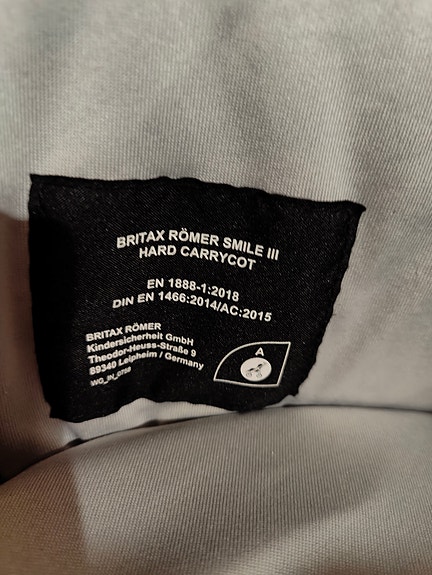 BRITAX RÖMER SMILE III
HARD CARRYCOT
EN 1888-1:2018
DIN EN 1466:2014/AC:2015
BRITAX RÖMER
Kindersicherheit GmbH
Theodor-Heuss-Straße 9
89340 Leipheim / Germany
WG_IN_0758
A